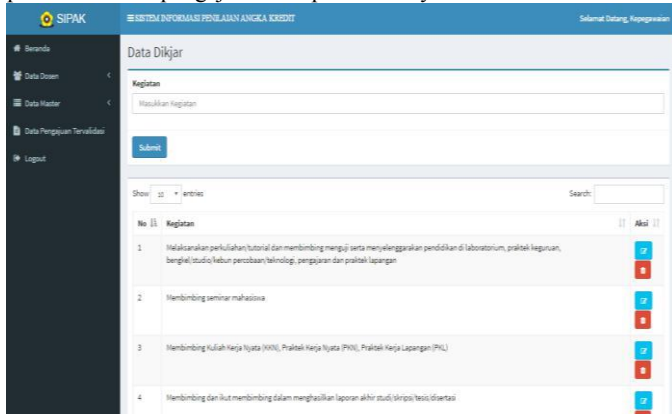 SIPAK
SISTEM INFORMASI PENILAIAN ANGKA KREDIT
Selamat Datang, Kepegawaian
Beranda
Data Dosen
Data Master
Data Pengajuan Tervalidasi
Logout
Data Dikjar
Kegiatan
Masukkan Kegiatan
Submit
Show 10 entries
Search:
No Kegiatan Aksi
1 Melaksanakan perkuliahan/tutorial dan membimbing menguji serta menyelenggarakan pendidikan di laboratorium, praktek keguruan,
bengkel/studio/kebun percobaan/teknologi, pengajaran dan praktek lapangan
2 Membimbing seminar mahasiswa
3 Membimbing Kuliah Kerja Nyata (KKN), Praktek Kerja Nyata (PKN), Praktek Kerja Lapangan (PKL)
4 Membimbing dan ikut membimbing dalam menghasilkan laporan akhir studi/skripsi/tesis/disertasi